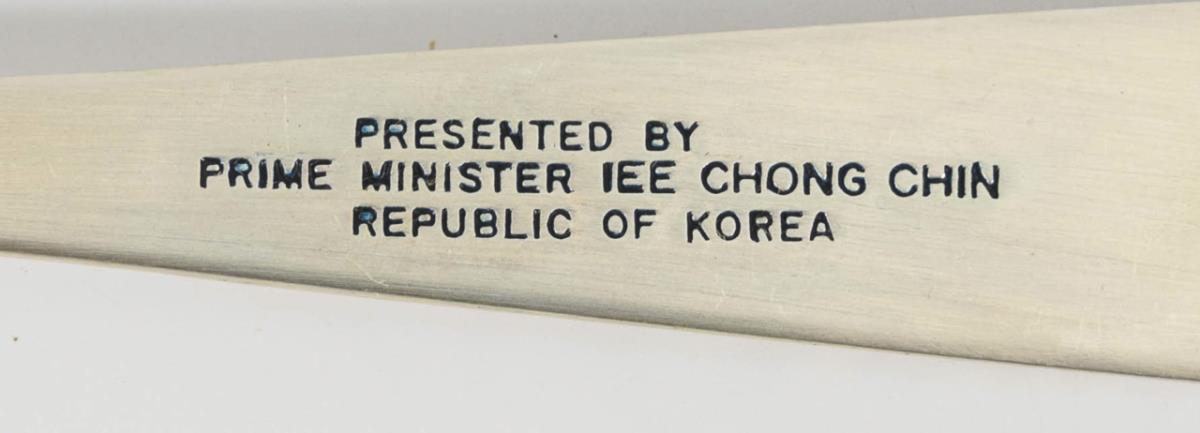 PRESENTED BY
PRIME MINISTER IEE CHONG CHIN
REPUBLIC OF KOREA